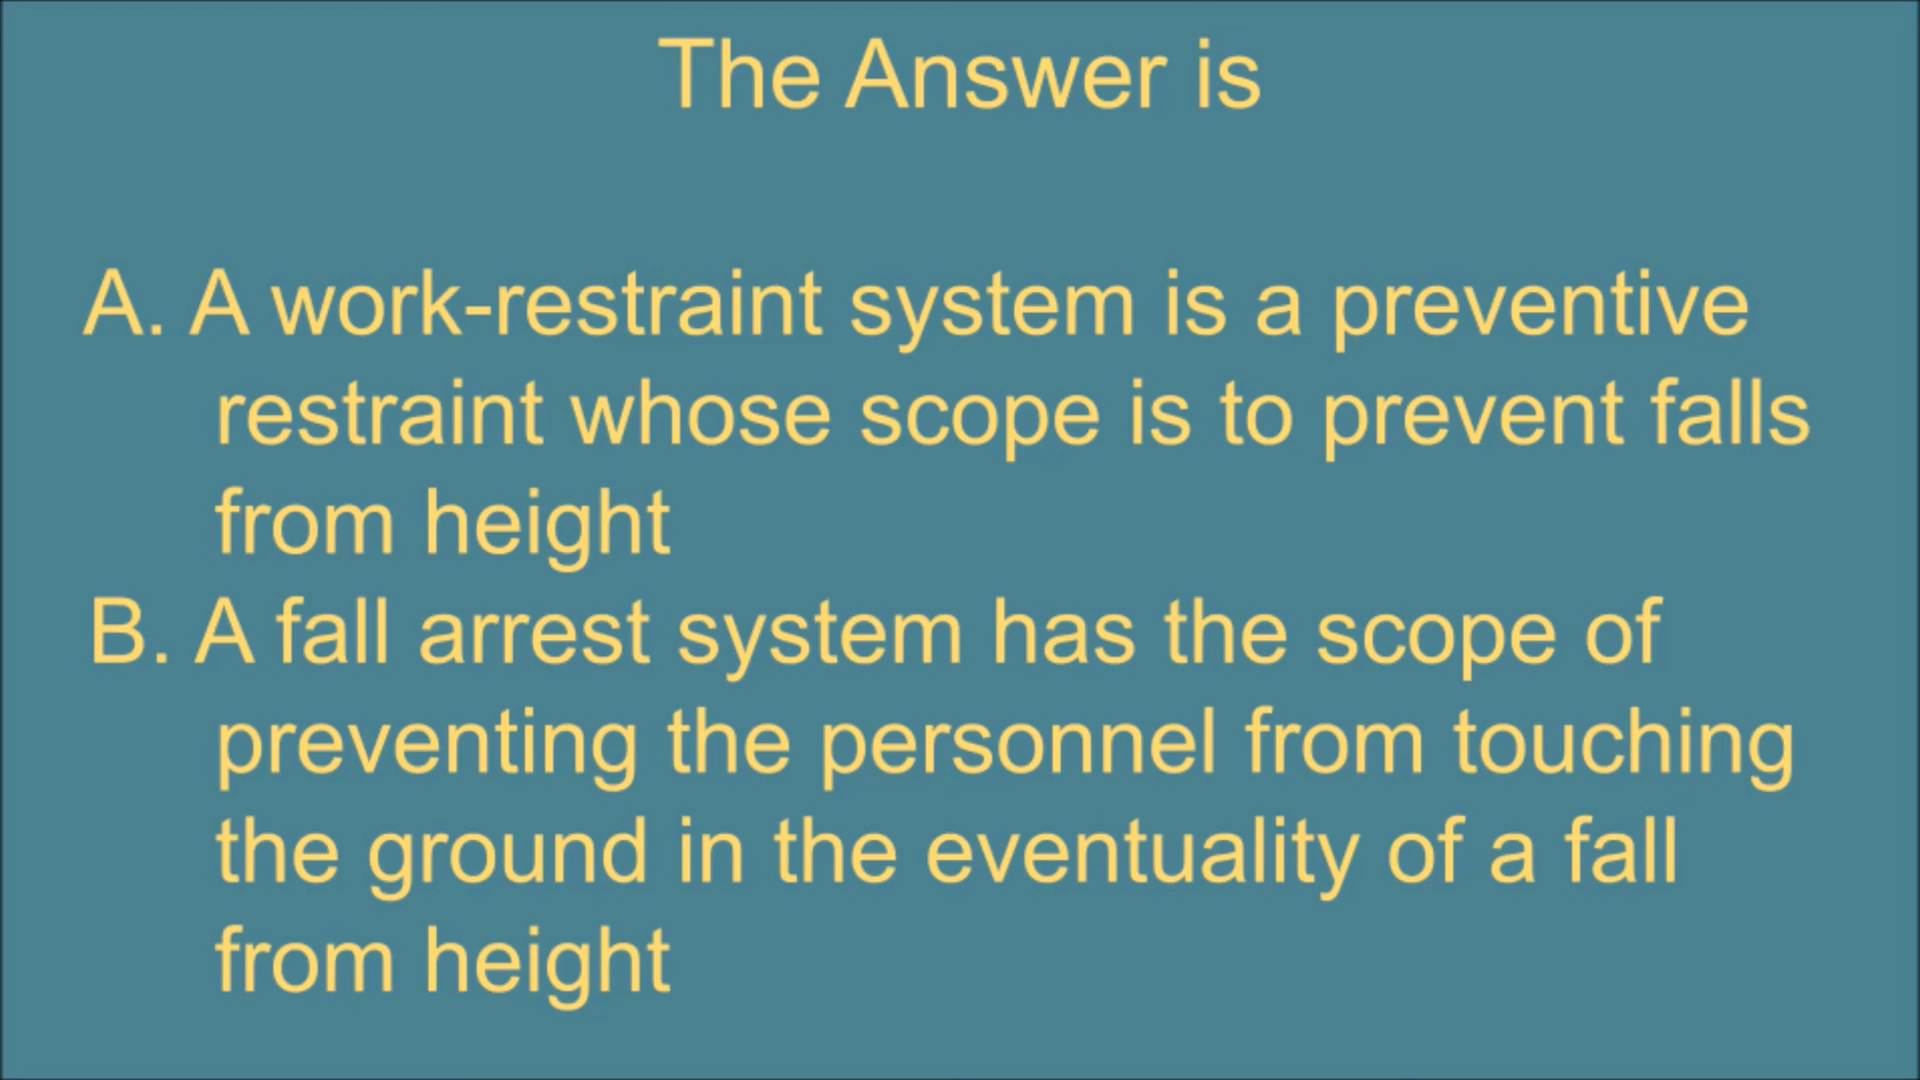 The Answer is
A. A work-restraint system is a preventive
restraint whose scope is to prevent falls
from height
B. A fall arrest system has the scope of
preventing the personnel from touching
the ground in the eventuality of a fall
from height